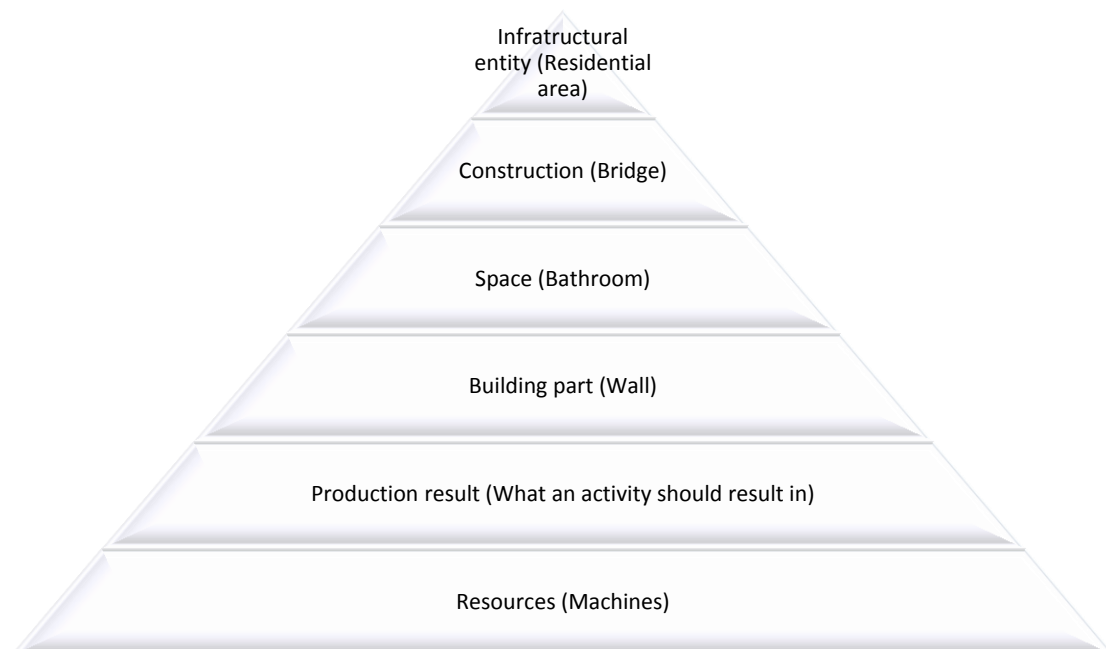 Infratructural
entity (Residential
area)
Construction (Bridge)
Space (Bathroom)
Building part (Wall)
Production result (What an activity should result in)
Resources (Machines)